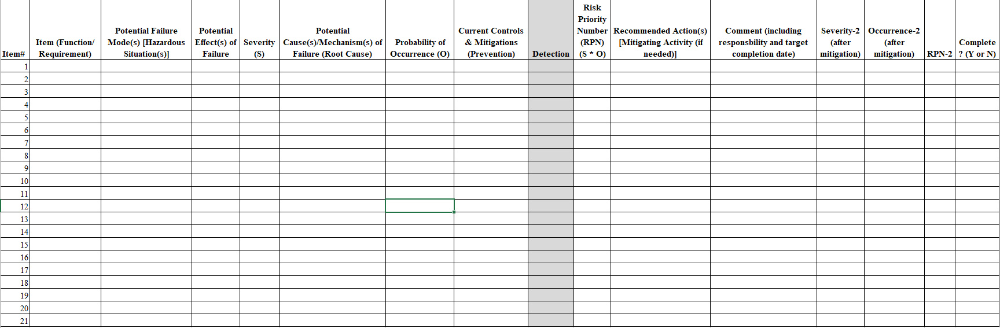 Item#
Item (Function/
Requirement)
Potential Failure
Mode(s) [Hazardous
Situation(s)]
Potential
Effect(s) of
Failure
Severity
(S)
Potential
Cause(s)/Mechanism(s) of
Failure (Root Cause)
Probability of
Occurrence (O)
Current Controls
& Mitigations
(Prevention)
Detection
Risk
Priority
Number
(RPN)
(S * O)
Recommended Action(s)
[Mitigating Activity (if
needed)]
Comment (including
responsbility and target
completion date)
Severity-2
(after
mitigation)
Occurrence-2
(after
mitigation)
RPN-2
Complete
? (Y or N)
1
2
3
4
5
6
7
8
9
10
11
12
13
14
15
16
17
18
19
20
21